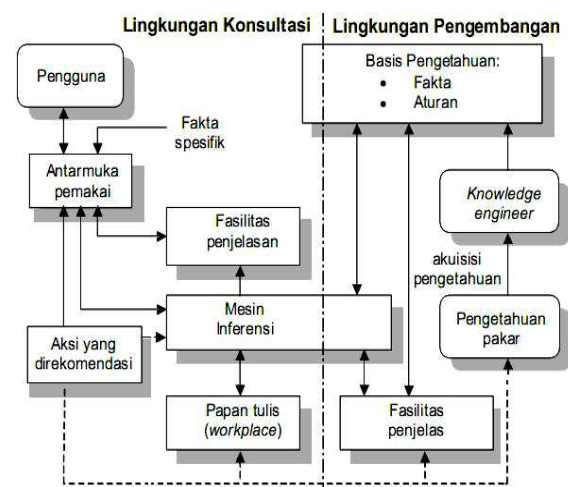 Lingkungan Konsultasi
Lingkungan Pengembangan
Pengguna
Basis Pengetahuan:
• Fakta
• Aturan
Fakta
spesifik
Antarmuka
pemakai
Knowledge
engineer
Fasilitas
penjelasan
akuisisi
pengetahuan
Mesin
Inferensi
Pengetahuan
pakar
Aksi yang
direkomendasi
Papan tulis
(workplace)
Fasilitas
penjelas